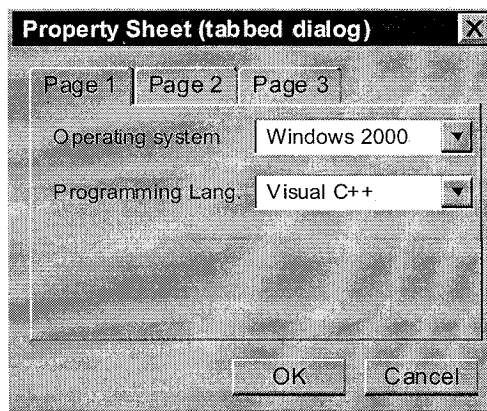 Property Sheet (tabbed dialog) X
Page 1 Page 2 Page 3
Operating system Windows 2000
Programming Lang. Visual C++
OK Cancel